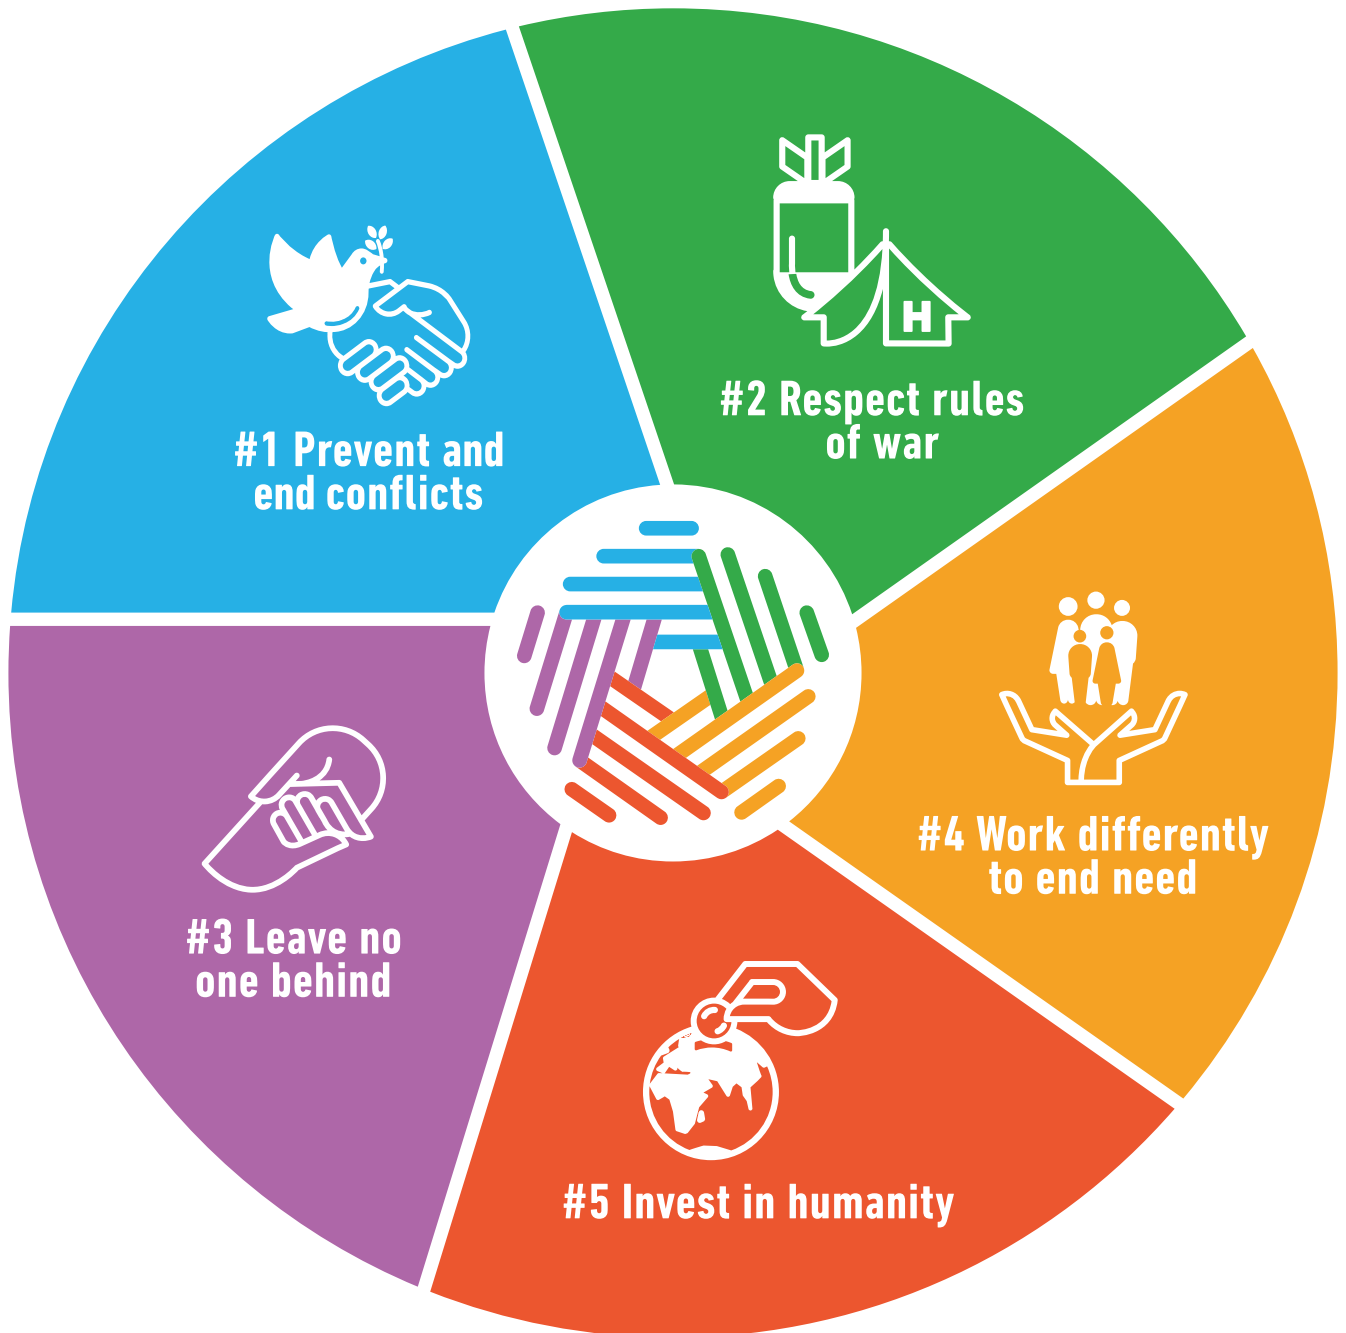 #1 Prevent and
end conflicts
#2 Respect rules
of war
H
#3 Leave no
one behind
#4 Work differently
to end need
#5 Invest in humanity